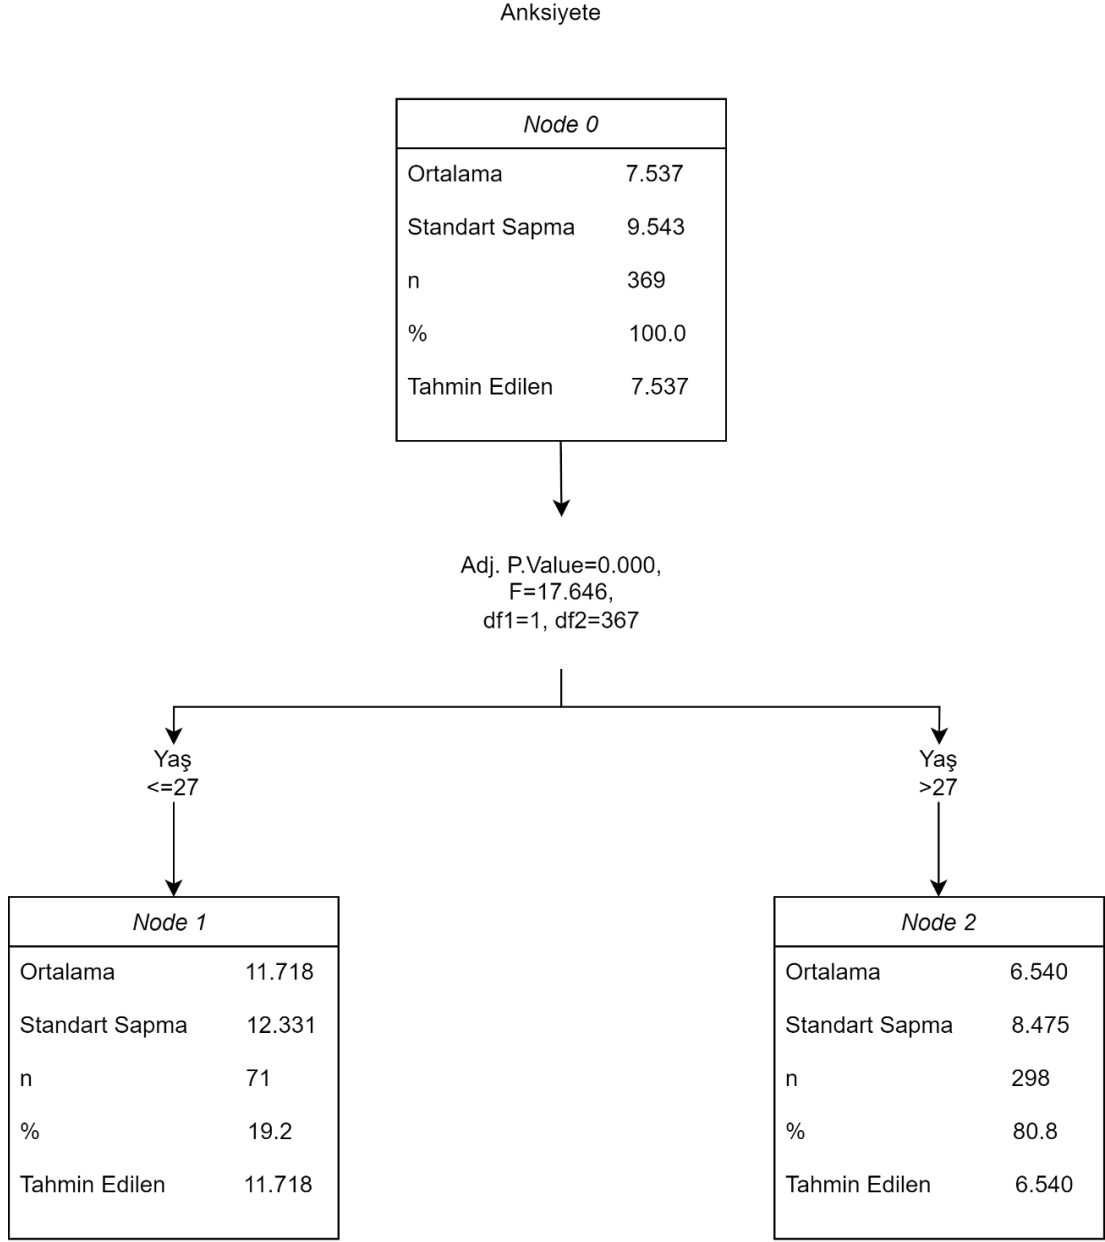 Anksiyete
Node 0
Ortalama 7.537
Standart Sapma 9.543
n 369
% 100.0
Tahmin Edilen 7.537
Adj. P.Value=0.000,
F=17.646,
df1=1, df2=367
Yaş
<=27
Yaş
>27
Node 1
Ortalama 11.718
Standart Sapma 12.331
n 71
% 19.2
Tahmin Edilen 11.718
Node 2
Ortalama 6.540
Standart Sapma 8.475
n 298
% 80.8
Tahmin Edilen 6.540